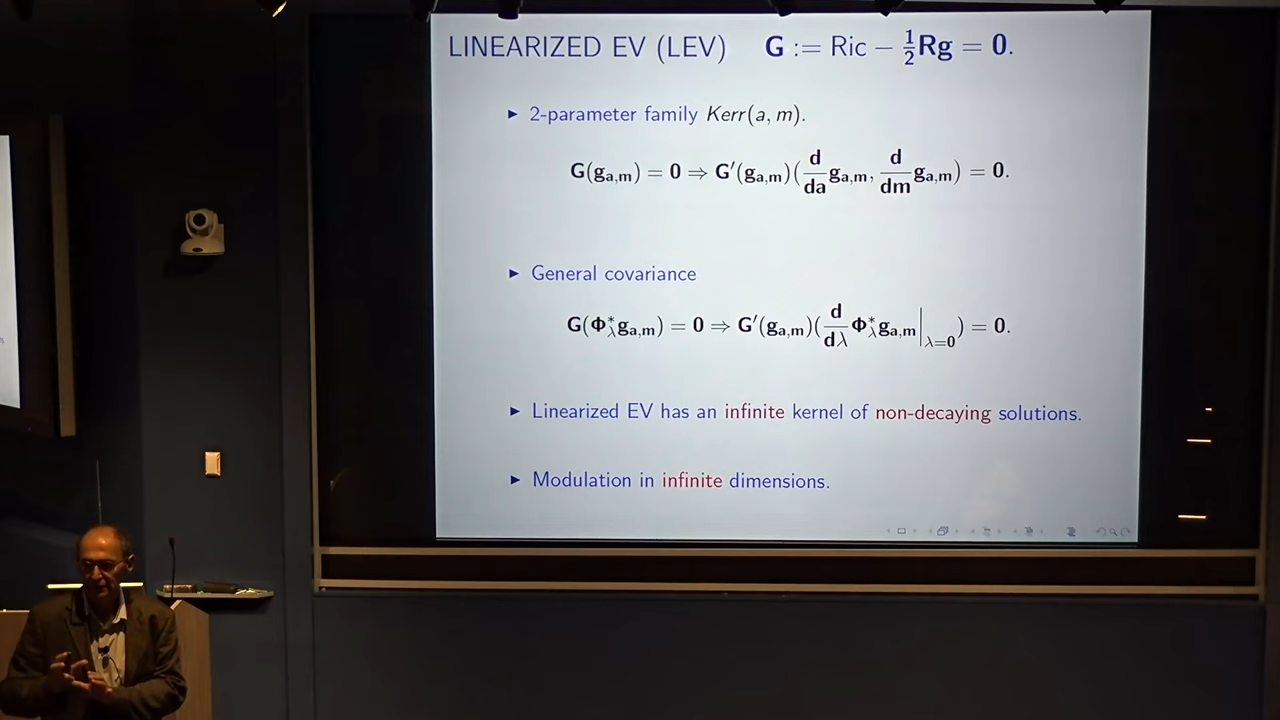 LINEARIZED EV (LEV) G := Ric − ½Rg = 0.
► 2-parameter family Kerr(a, m).
G(g_{a,m}) = 0 ⇒ G′(g_{a,m})(d/da g_{a,m}, d/dm g_{a,m}) = 0.
► General covariance
G(Φ*_λ g_{a,m}) = 0 ⇒ G′(g_{a,m})(d/dλ Φ*_λ g_{a,m}|_{λ=0}) = 0.
► Linearized EV has an infinite kernel of non-decaying solutions.
► Modulation in infinite dimensions.